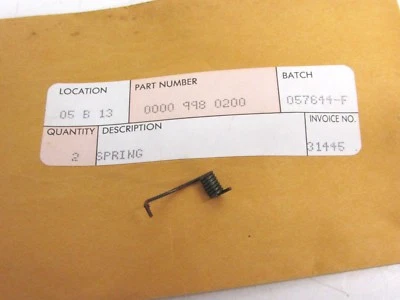 LOCATION PART NUMBER BATCH
05 B 13 0000 998 0200 057644-F
QUANTITY DESCRIPTION INVOICE NO.
2 SPRING 31445